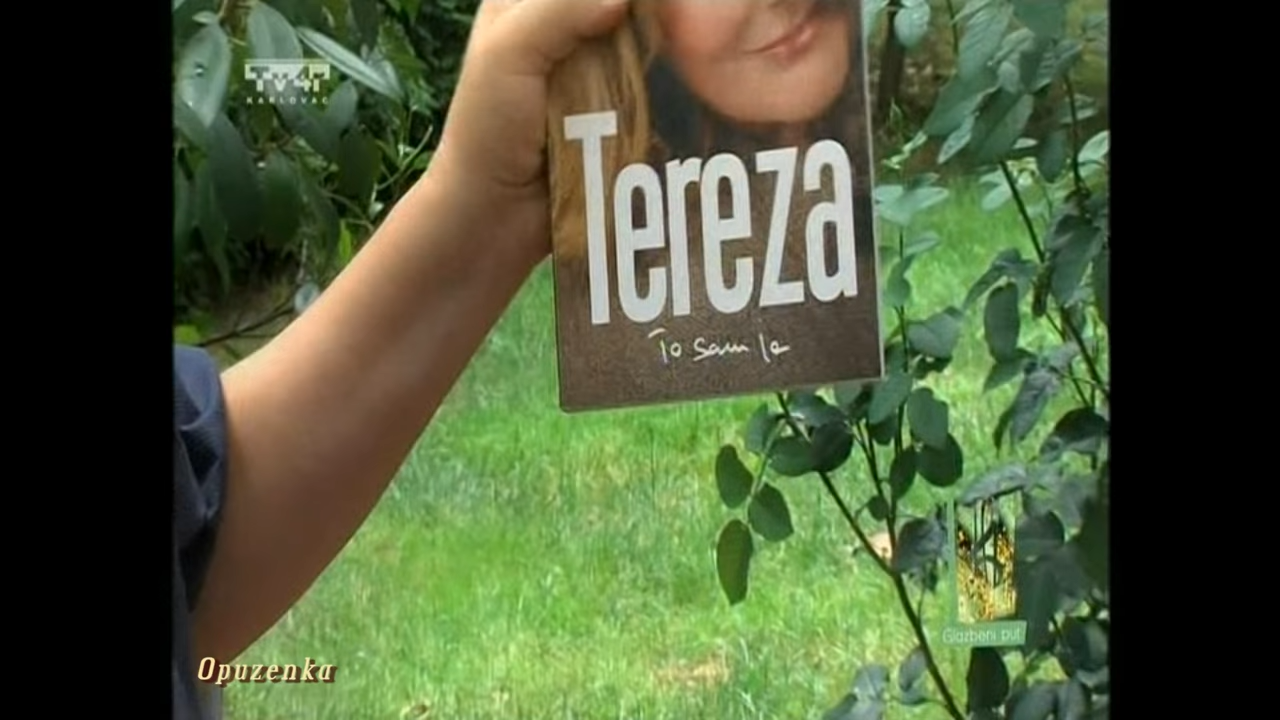 TV4r
KARLOVAC
Tereza
To sam Ja
Glazbeni put
Opuzenka